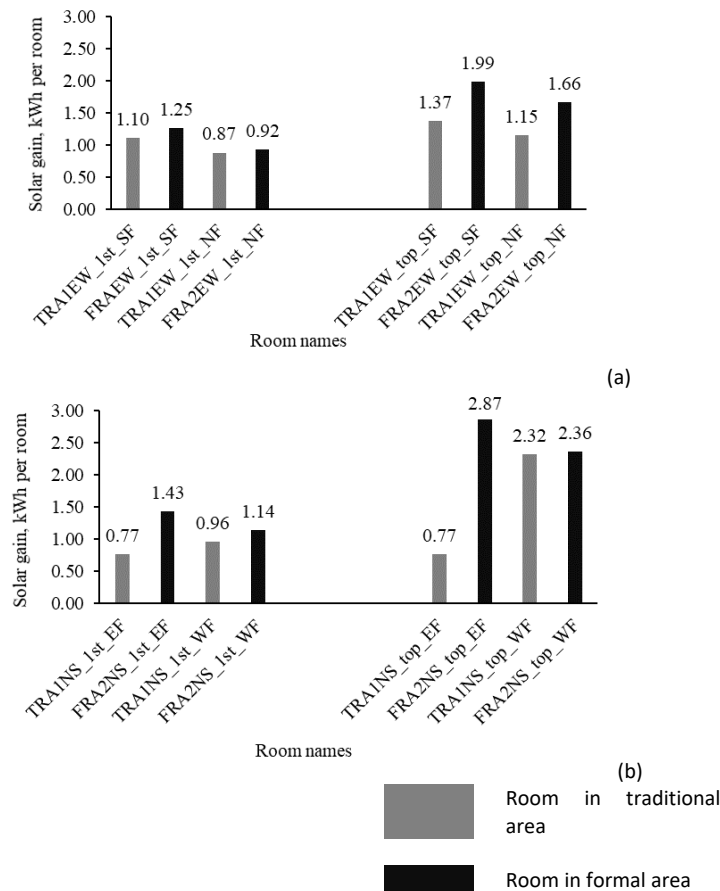 Solar gain, kWh per room
3.00
2.50
2.00
1.50
1.00
0.50
0.00
1.10
1.25
0.87
0.92
1.37
1.99
1.15
1.66
TRA1EW_1st_SF
FRAEW_1st_SF
TRA1EW_1st_NF
FRA2EW_1st_NF
TRA1EW_top_SF
FRA2EW_top_SF
TRA1EW_top_NF
FRA2EW_top_NF
Room names
(a)
Solar gain, kWh per room
3.00
2.50
2.00
1.50
1.00
0.50
0.00
0.77
1.43
0.96
1.14
0.77
2.87
2.32
2.36
TRA1NS_1st_EF
FRA2NS_1st_EF
TRA1NS_1st_WF
FRA2NS_1st_WF
TRA1NS_top_EF
FRA2NS_top_EF
TRA1NS_top_WF
FRA2NS_top_WF
Room names
(b)
Room in traditional
area
Room in formal area